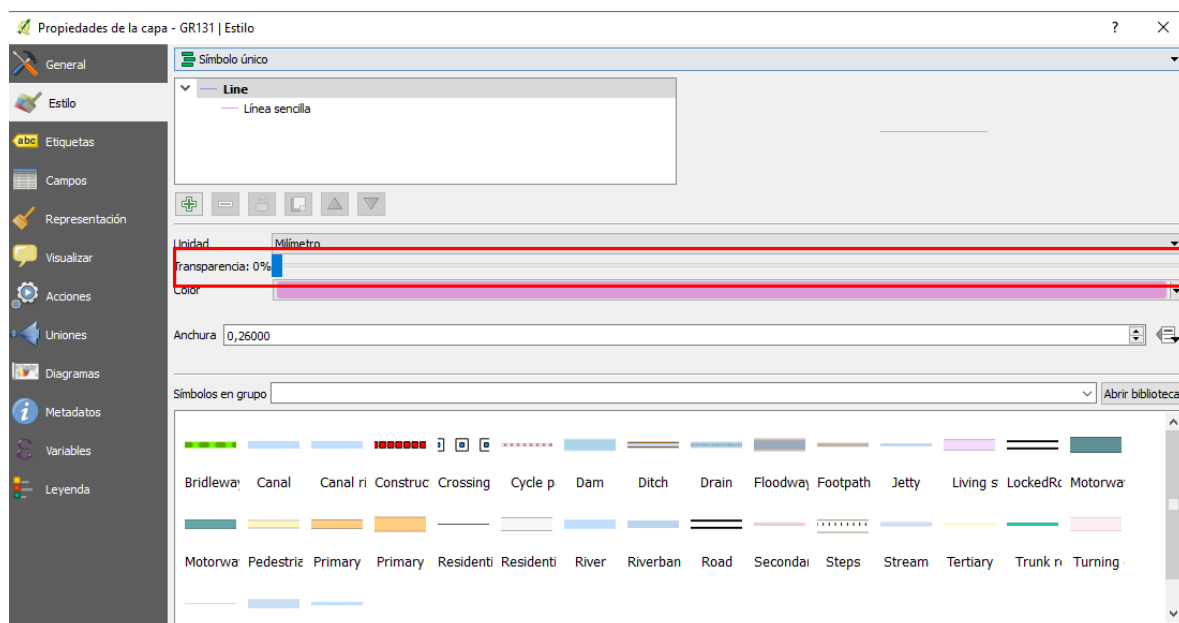 Propiedades de la capa - GR131 | Estilo
?
General
Estilo
abc Etiquetas
Campos
Representación
Visualizar
Acciones
Uniones
Diagramas
Metadatos
Variables
Leyenda
Símbolo único
Line
Línea sencilla
Unidad Milímetro
Transparencia: 0%
Color
Anchura 0,26000
Símbolos en grupo
Abrir biblioteca
Bridleway Canal Canal ri Construc Crossing Cycle p Dam Ditch Drain Floodway Footpath Jetty Living s LockedRo Motorwa
Motorwa Pedestria Primary Primary Residenti Residenti River Riverban Road Secondar Steps Stream Tertiary Trunk r Turning